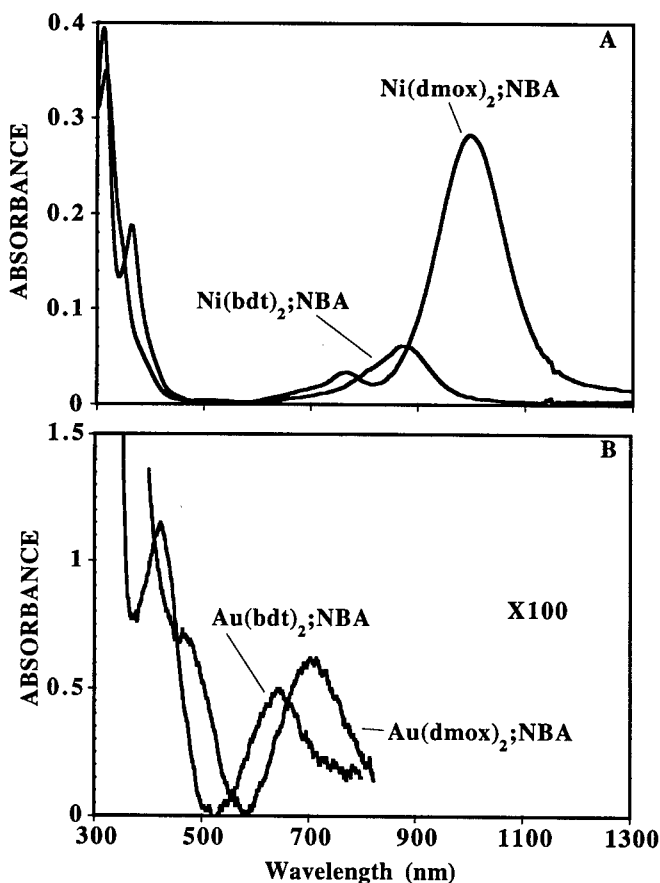 0.4
A
Ni(dmox)2;NBA
0.3
ABSORBANCE
0.2
Ni(bdt)2;NBA
0.1
0
1.5
B
1
X100
Au(bdt)2;NBA
ABSORBANCE
0.5
Au(dmox)2;NBA
0
300 500 700 900 1100 1300
Wavelength (nm)